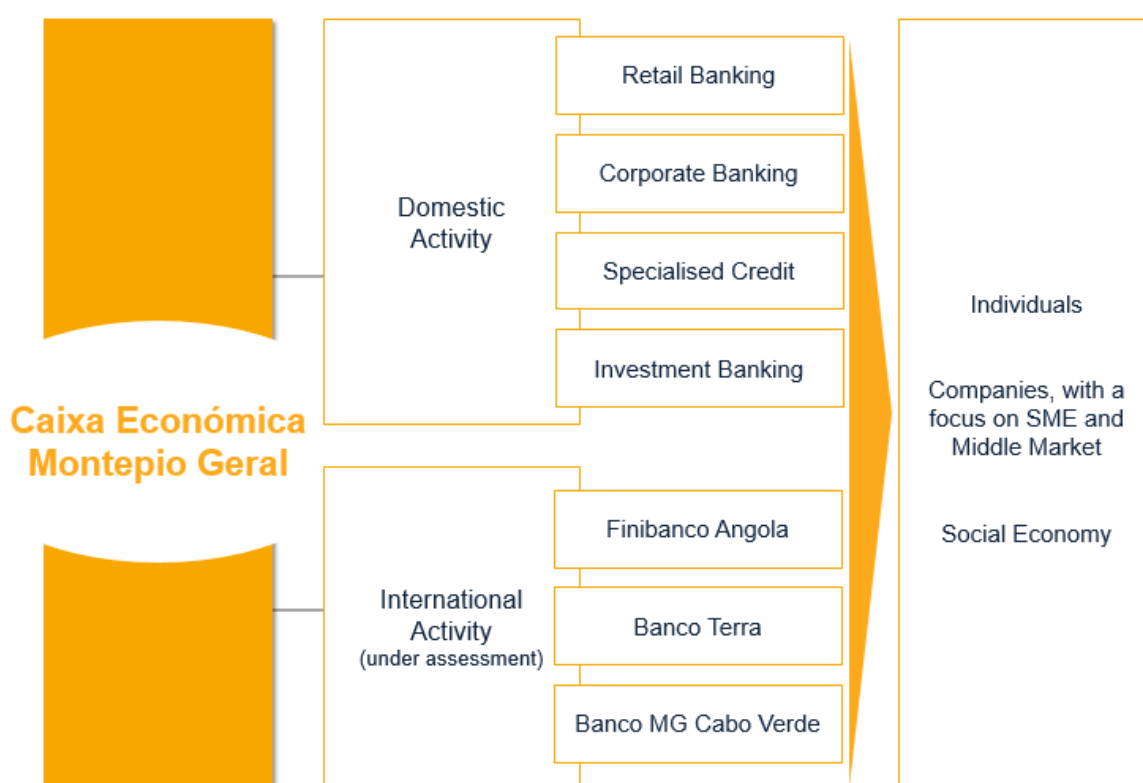 Caixa Económica
Montepio Geral
Domestic
Activity
Retail Banking
Corporate Banking
Specialised Credit
Investment Banking
International
Activity
(under assessment)
Finibanco Angola
Banco Terra
Banco MG Cabo Verde
Individuals
Companies, with a
focus on SME and
Middle Market
Social Economy